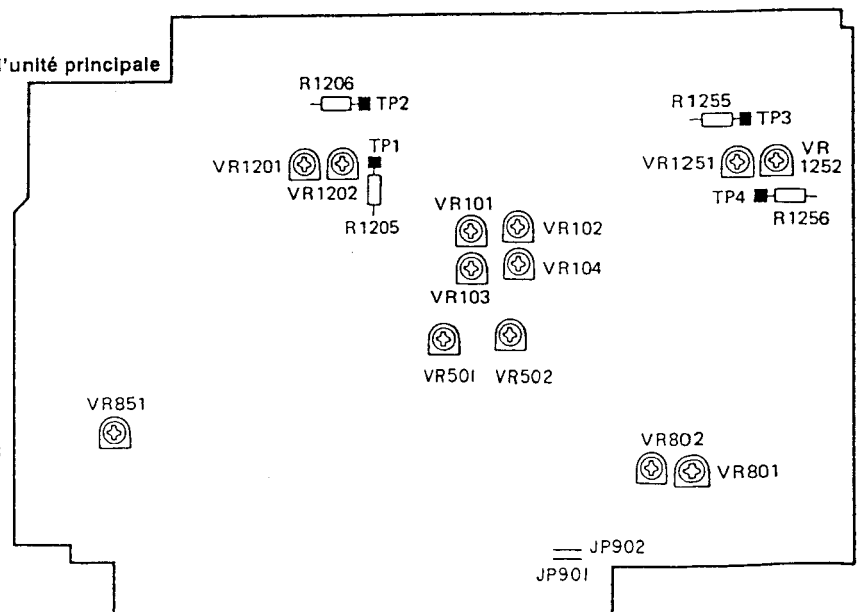 'unité principale
R1206
TP2
R1255
TP3
TP1
VR1201
VR1202
R1205
VR1251
VR
1252
TP4
R1256
VR101
VR102
VR104
VR103
VR501 VR502
VR851
VR802
VR801
JP902
JP901